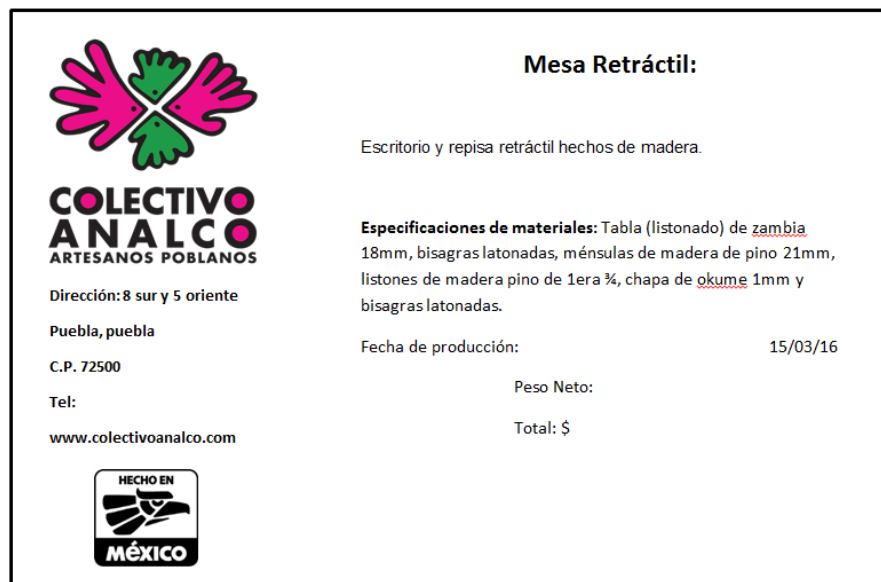 COLECTIVO
ANALCO
ARTESANOS POBLANOS
Dirección: 8 sur y 5 oriente
Puebla, puebla
C.P. 72500
Tel:
www.colectivoanalco.com
HECHO EN
MÉXICO
Mesa Retráctil:
Escritorio y repisa retráctil hechos de madera.
Especificaciones de materiales: Tabla (listonado) de zambia
18mm, bisagras latonadas, ménsulas de madera de pino 21mm,
listones de madera pino de 1era ¾, chapa de okume 1mm y
bisagras latonadas.
Fecha de producción: 15/03/16
Peso Neto:
Total: $